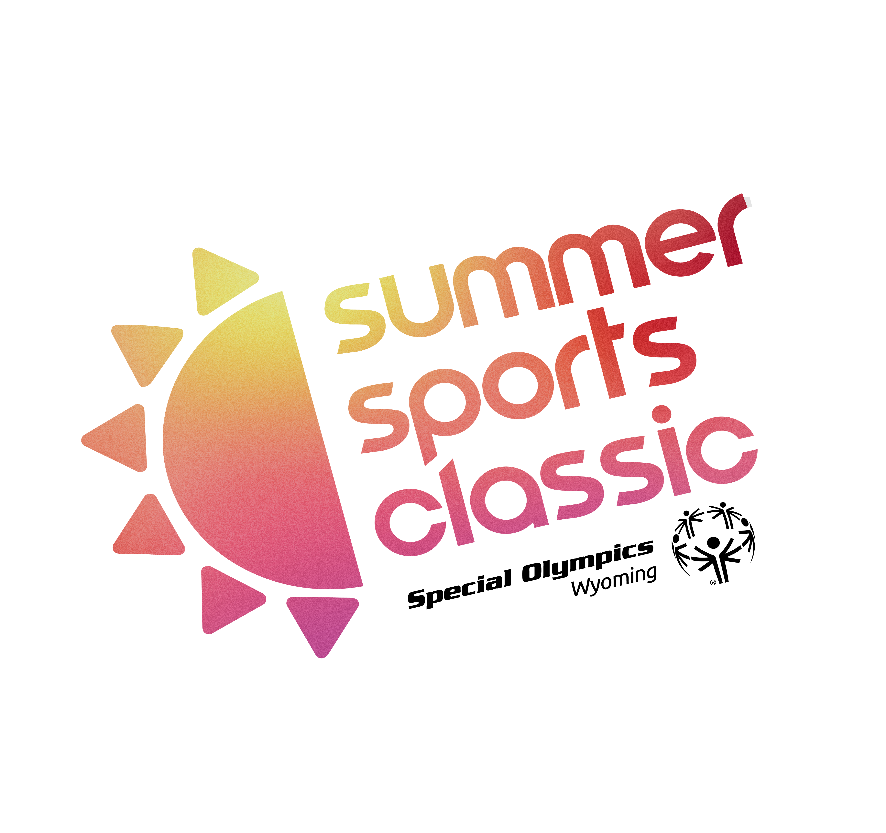 summer
sports
classic
Special Olympics
Wyoming